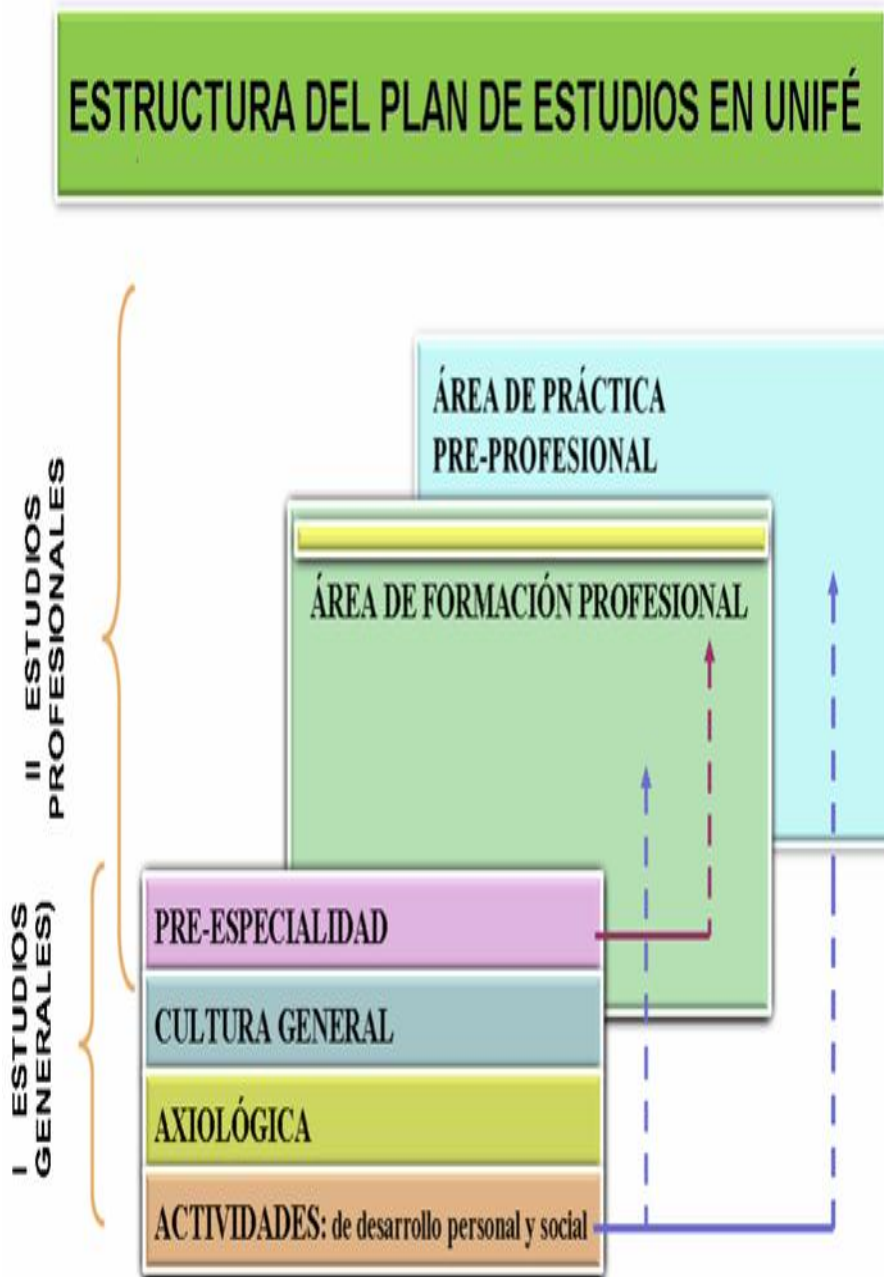 ESTRUCTURA DEL PLAN DE ESTUDIOS EN UNIFÉ
II ESTUDIOS
PROFESIONALES
ÁREA DE PRÁCTICA
PRE-PROFESIONAL
ÁREA DE FORMACIÓN PROFESIONAL
I ESTUDIOS
GENERALES)
PRE-ESPECIALIDAD
CULTURA GENERAL
AXIOLÓGICA
ACTIVIDADES: de desarrollo personal y social